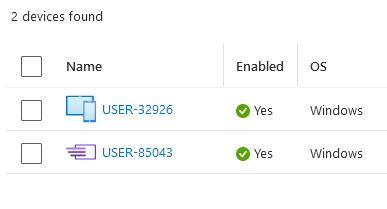 2 devices found
Name Enabled OS
USER-32926 Yes Windows
USER-85043 Yes Windows